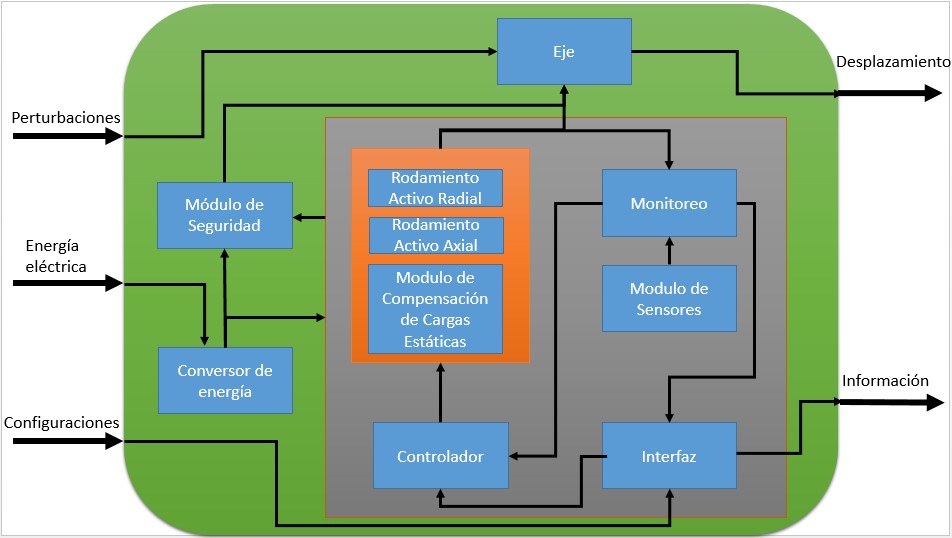 Eje
Desplazamiento
Perturbaciones
Rodamiento
Activo Radial
Módulo de
Seguridad
Monitoreo
Rodamiento
Activo Axial
Energía
eléctrica
Modulo de
Compensación
de Cargas
Estáticas
Modulo de
Sensores
Conversor de
energía
Información
Configuraciones
Controlador
Interfaz